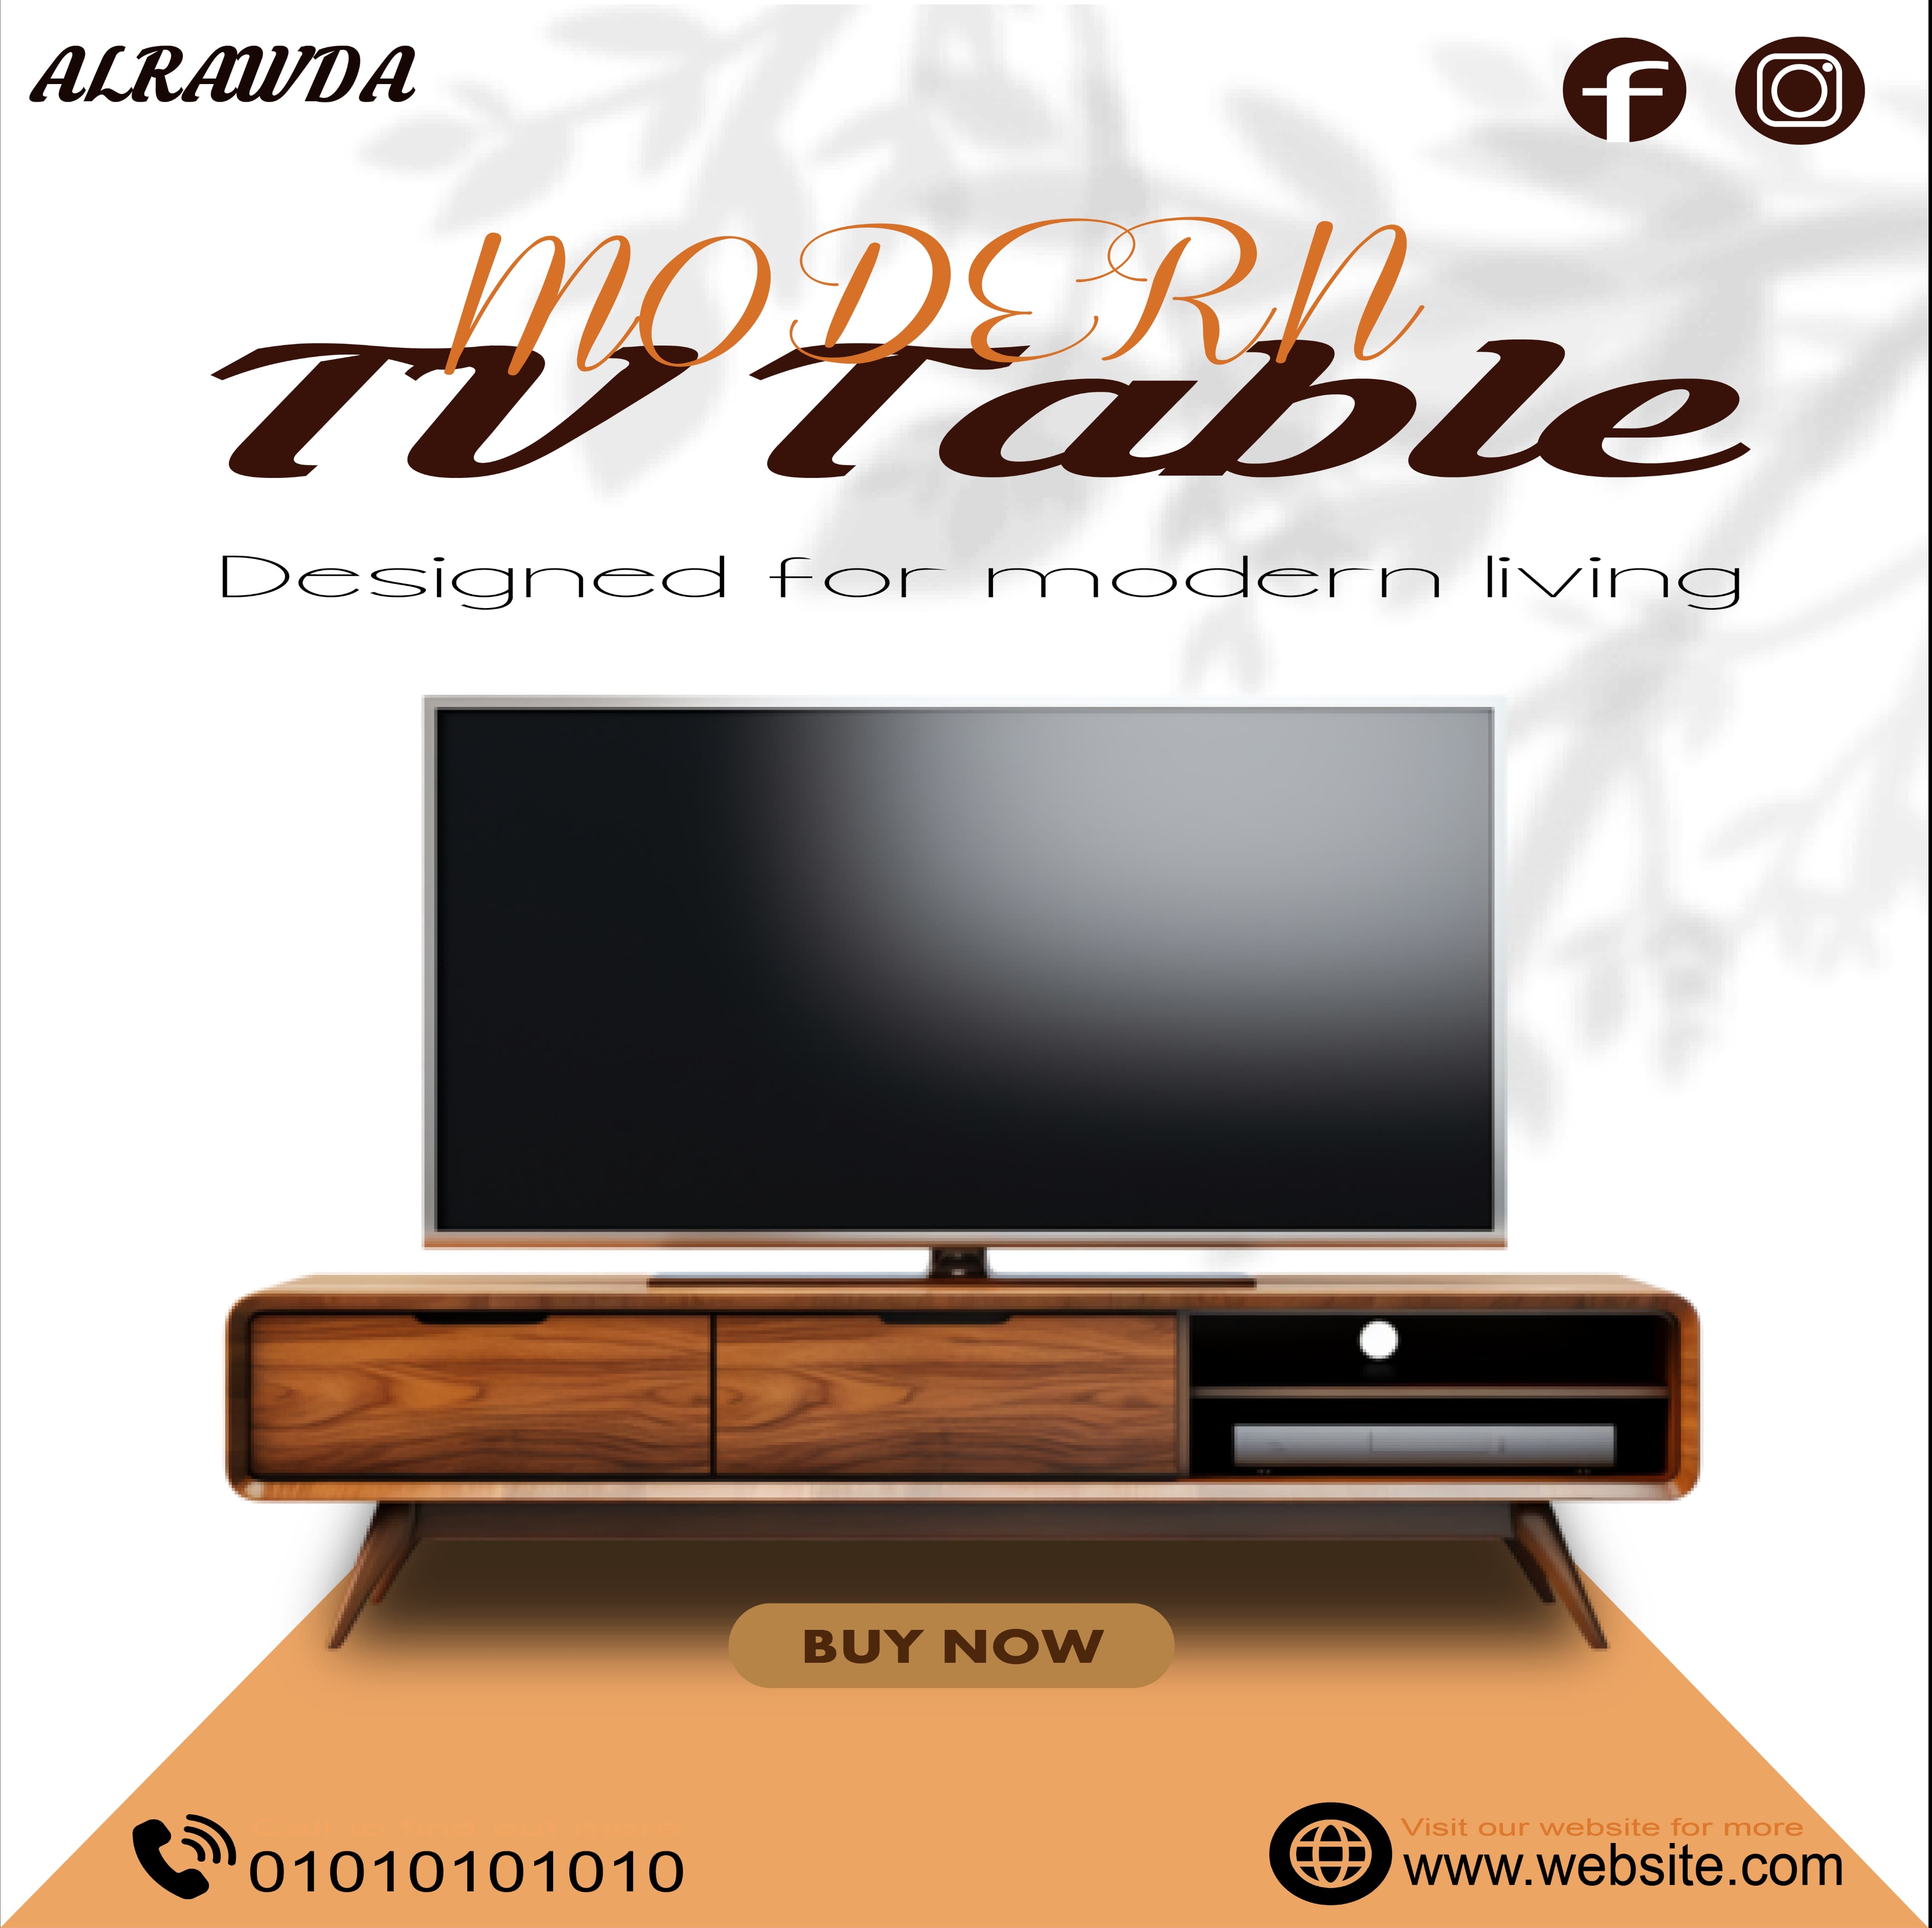 ALRAWDA
MODERN
TV Table
Designed for modern living
BUY NOW
01010101010
Visit our website for more
www.website.com